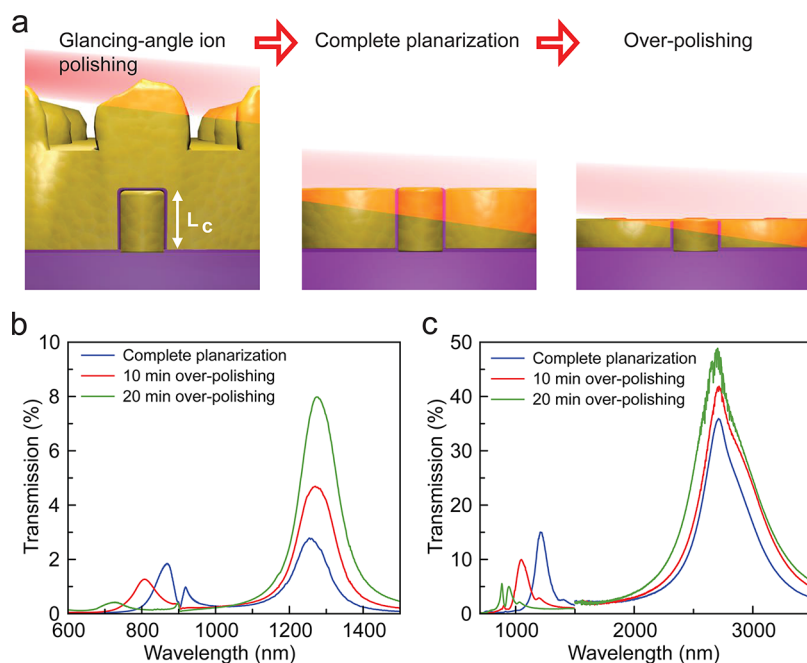 a
Glancing-angle ion
polishing
Complete planarization
Over-polishing
Lc
b
10
8
6
4
2
0
Transmission (%)
Complete planarization
10 min over-polishing
20 min over-polishing
600
800
1000
1200
1400
Wavelength (nm)
c
50
40
30
20
10
0
Transmission (%)
Complete planarization
10 min over-polishing
20 min over-polishing
1000
2000
3000
Wavelength (nm)